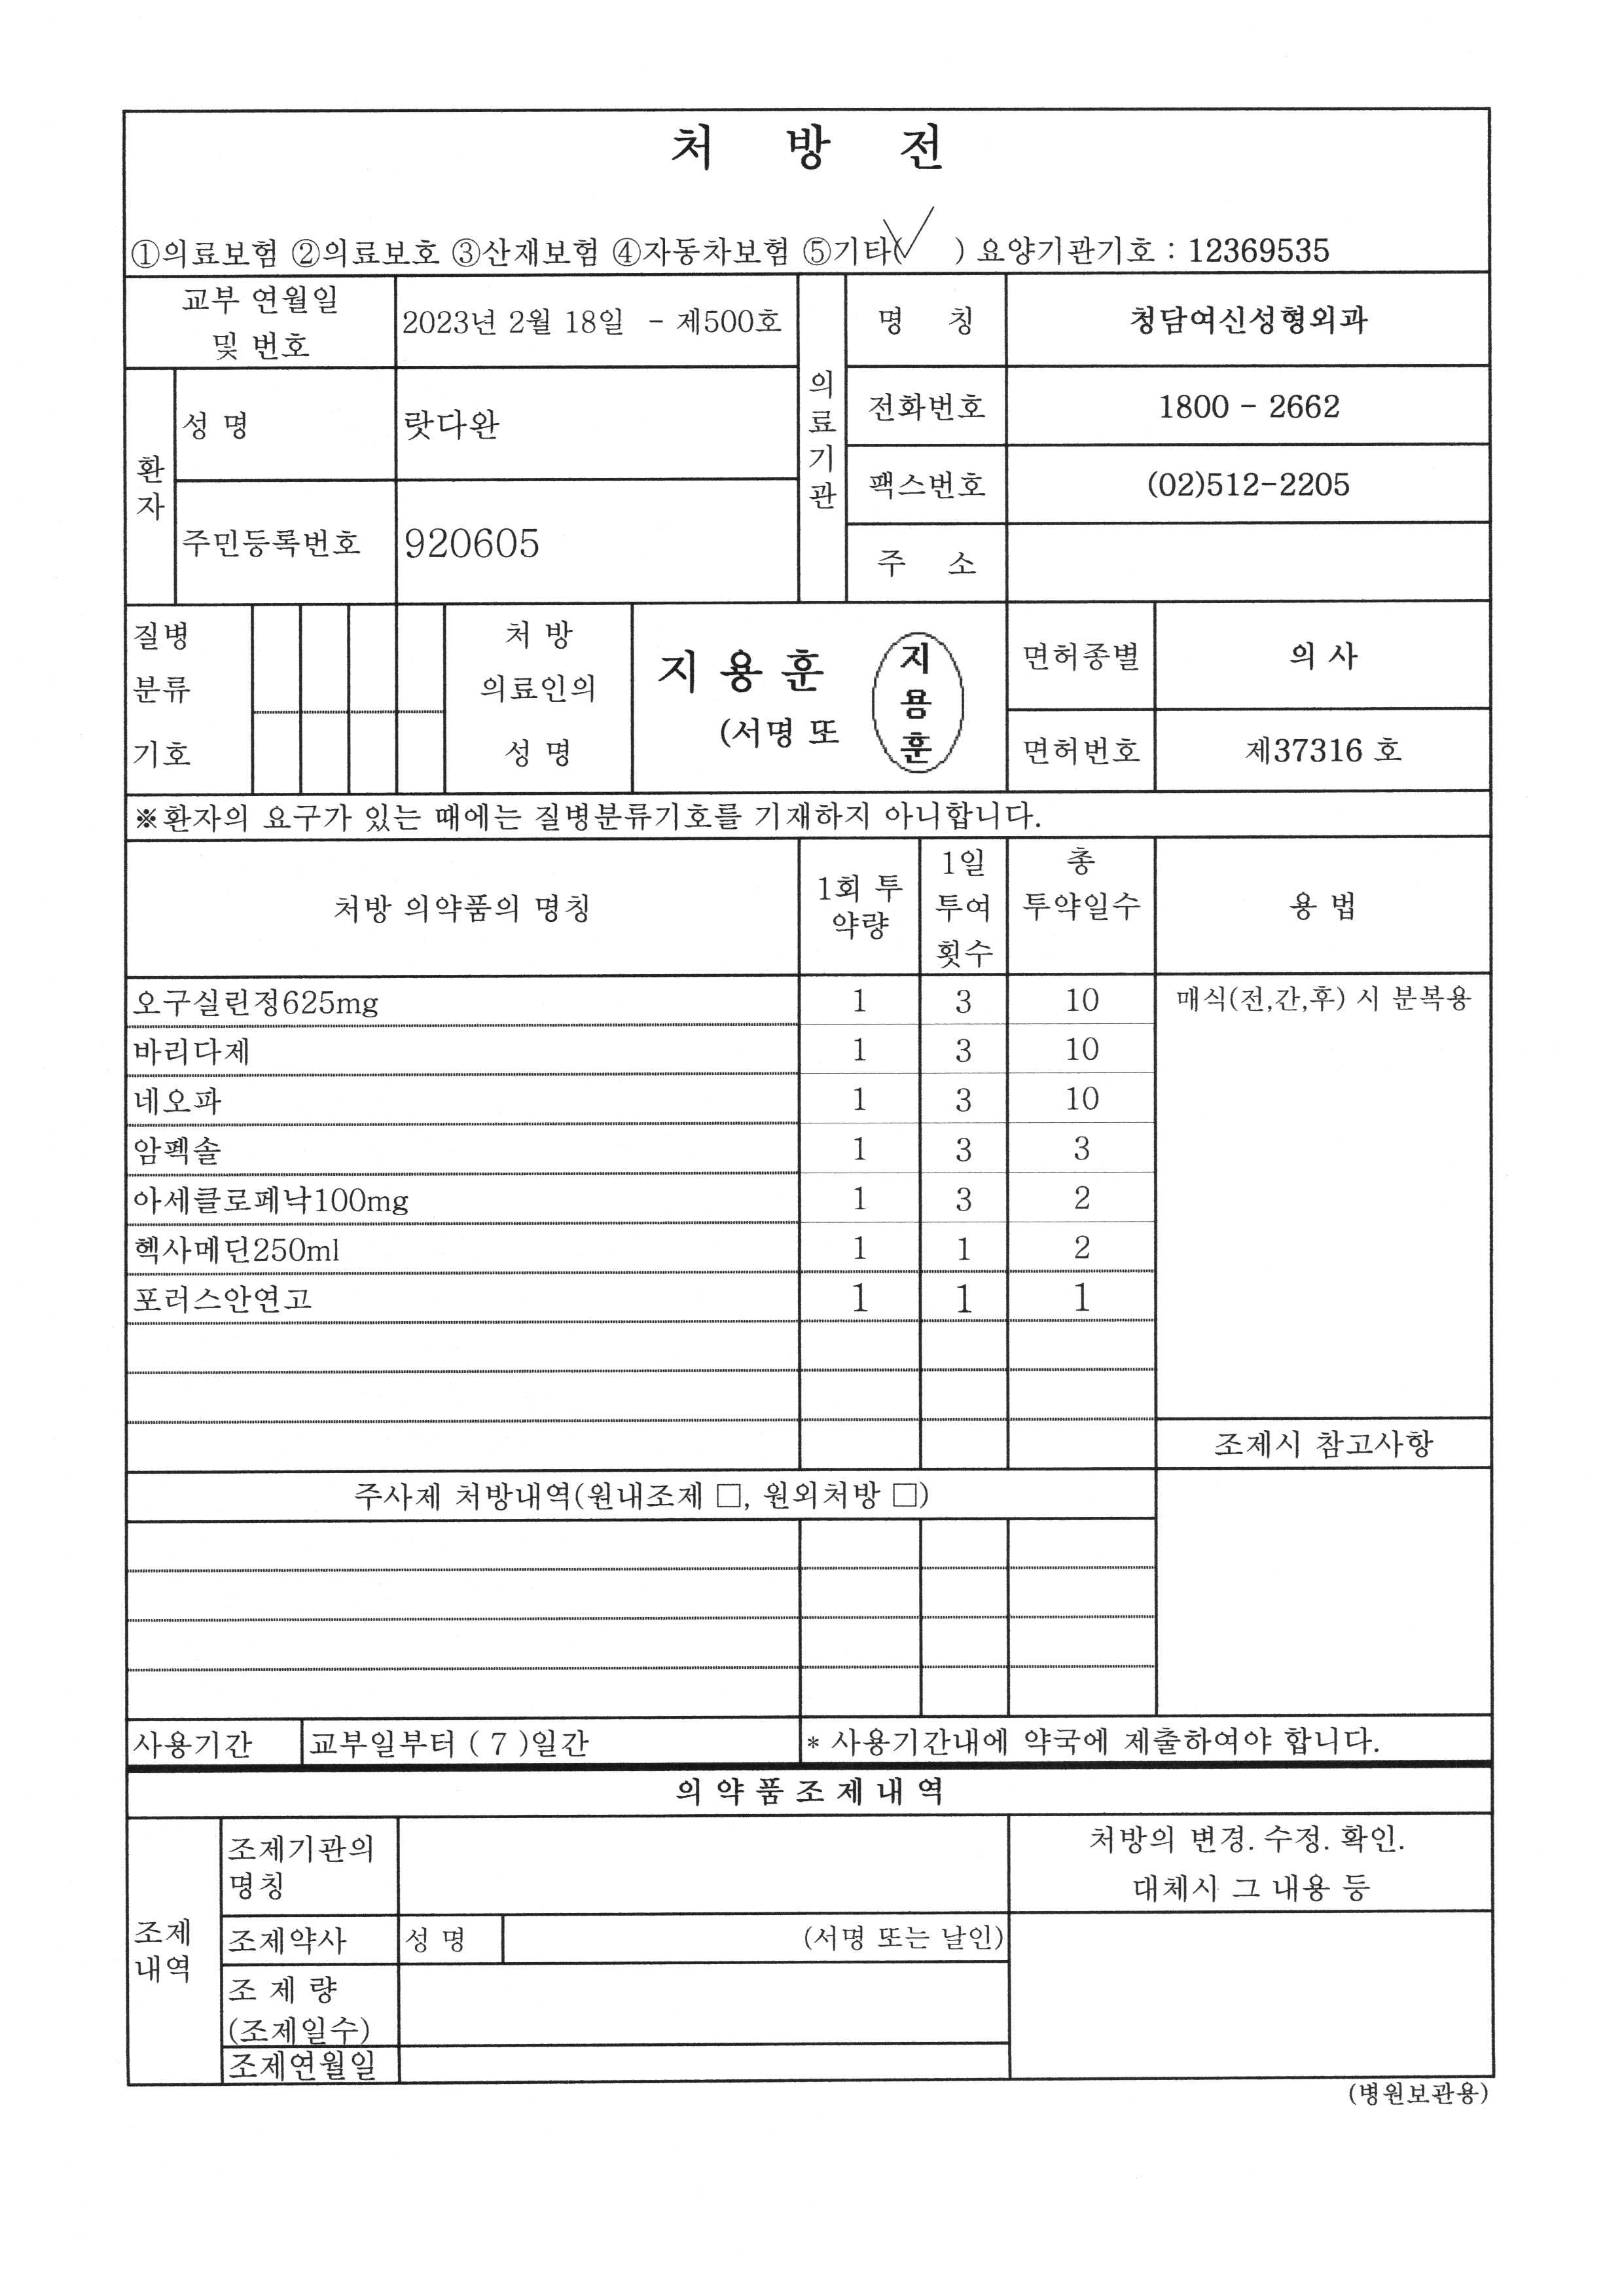 처 방 전
①의료보험 ②의료보호 ③산재보험 ④자동차보험 ⑤기타(√ ) 요양기관기호 : 12369535
교부 연월일
및 번호
2023년 2월 18일 - 제500호
환자
성 명
랏다완
주민등록번호
920605
의료기관
명 칭
청담여신성형외과
전화번호
1800 - 2662
팩스번호
(02)512-2205
주 소
질병
분류
기호
처 방
의료인의
성 명
지 용 훈
(서명 또
지
용
훈
면허종별
의 사
면허번호
제37316 호
※환자의 요구가 있는 때에는 질병분류기호를 기재하지 아니합니다.
처방 의약품의 명칭
1회 투
약량
1일
투여
횟수
총
투약일수
용 법
오구실린정625mg 1 3 10 매식(전,간,후) 시 분복용
바리다제 1 3 10
네오파 1 3 10
암펙솔 1 3 3
아세클로페낙100mg 1 3 2
헥사메딘250ml 1 1 2
포러스안연고 1 1 1
조제시 참고사항
주사제 처방내역(원내조제 □, 원외처방 □)
사용기간 교부일부터 ( 7 )일간 * 사용기간내에 약국에 제출하여야 합니다.
의 약 품 조 제 내 역
조제
내역
조제기관의
명칭
처방의 변경. 수정. 확인.
대체시 그 내용 등
조제약사 성 명 (서명 또는 날인)
조 제 량
(조제일수)
조제연월일
(병원보관용)